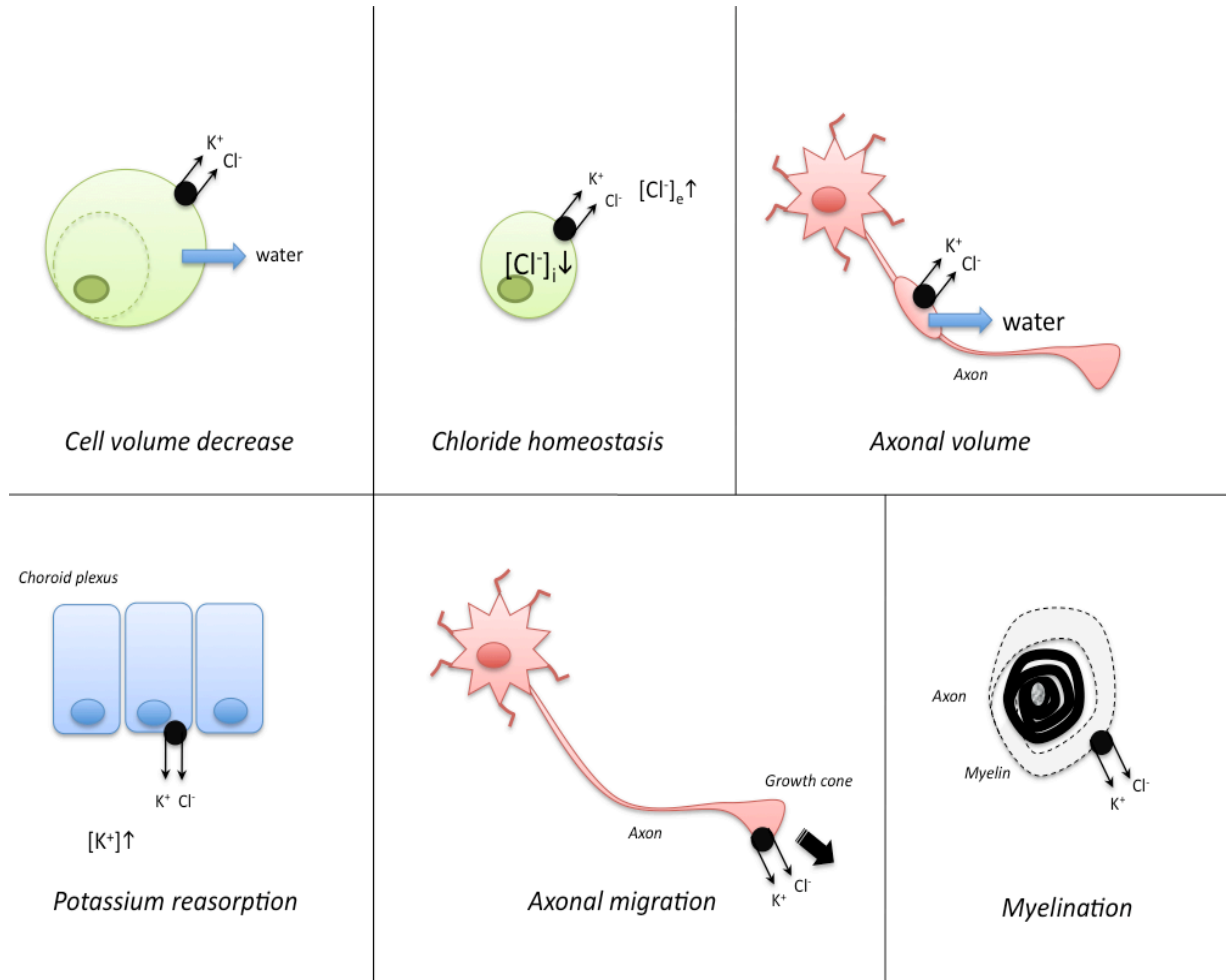 K⁺
Cl⁻
water
Cell volume decrease
K⁺
Cl⁻
[Cl⁻]ₑ↑
[Cl⁻]ᵢ↓
Chloride homeostasis
K⁺
Cl⁻
water
Axon
Axonal volume
Choroid plexus
K⁺ Cl⁻
[K⁺]↑
Potassium reasorption
Growth cone
Axon
Cl⁻
K⁺
Axonal migration
Axon
Myelin
Cl⁻
K⁺
Myelination